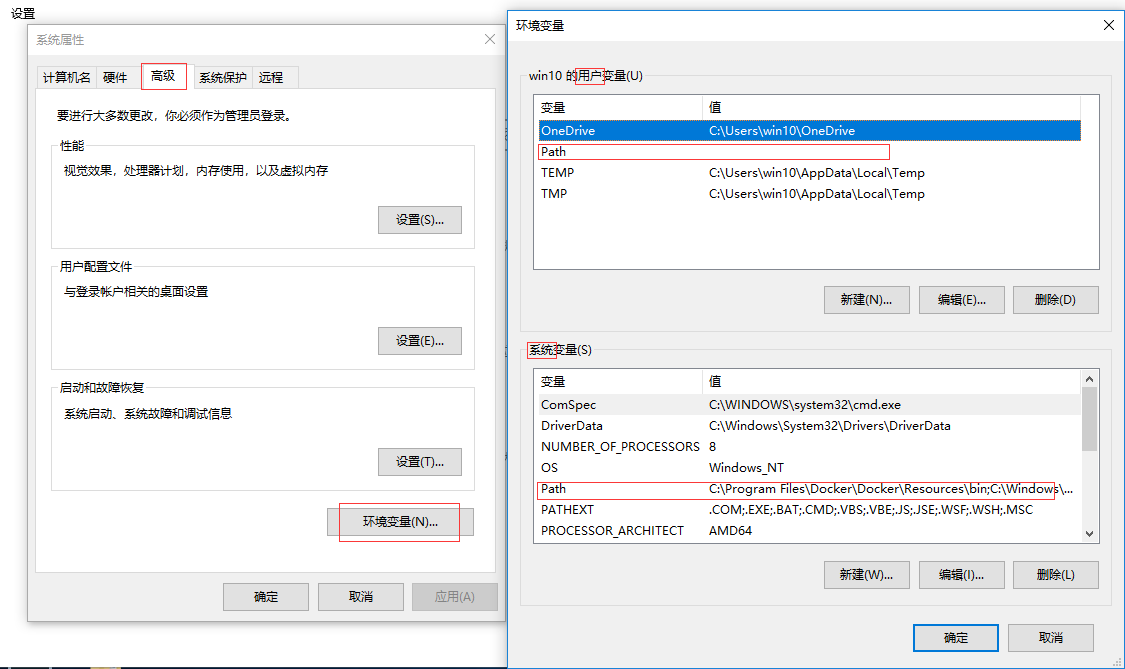 设置
系统属性
计算机名 硬件 高级 系统保护 远程
要进行大多数更改，你必须作为管理员登录。
性能
视觉效果，处理器计划，内存使用，以及虚拟内存
设置(S)...
用户配置文件
与登录帐户相关的桌面设置
设置(E)...
启动和故障恢复
系统启动、系统故障和调试信息
设置(T)...
环境变量(N)...
确定 取消 应用(A)
环境变量
win10 的用户变量(U)
变量 值
OneDrive C:\Users\win10\OneDrive
Path
TEMP C:\Users\win10\AppData\Local\Temp
TMP C:\Users\win10\AppData\Local\Temp
新建(N)... 编辑(E)... 删除(D)
系统变量(S)
变量 值
ComSpec C:\WINDOWS\system32\cmd.exe
DriverData C:\Windows\System32\Drivers\DriverData
NUMBER_OF_PROCESSORS 8
OS Windows_NT
Path C:\Program Files\Docker\Docker\Resources\bin;C:\Windows\...
PATHEXT .COM;.EXE;.BAT;.CMD;.VBS;.VBE;.JS;.JSE;.WSF;.WSH;.MSC
PROCESSOR_ARCHITECT AMD64
新建(W)... 编辑(I)... 删除(L)
确定 取消